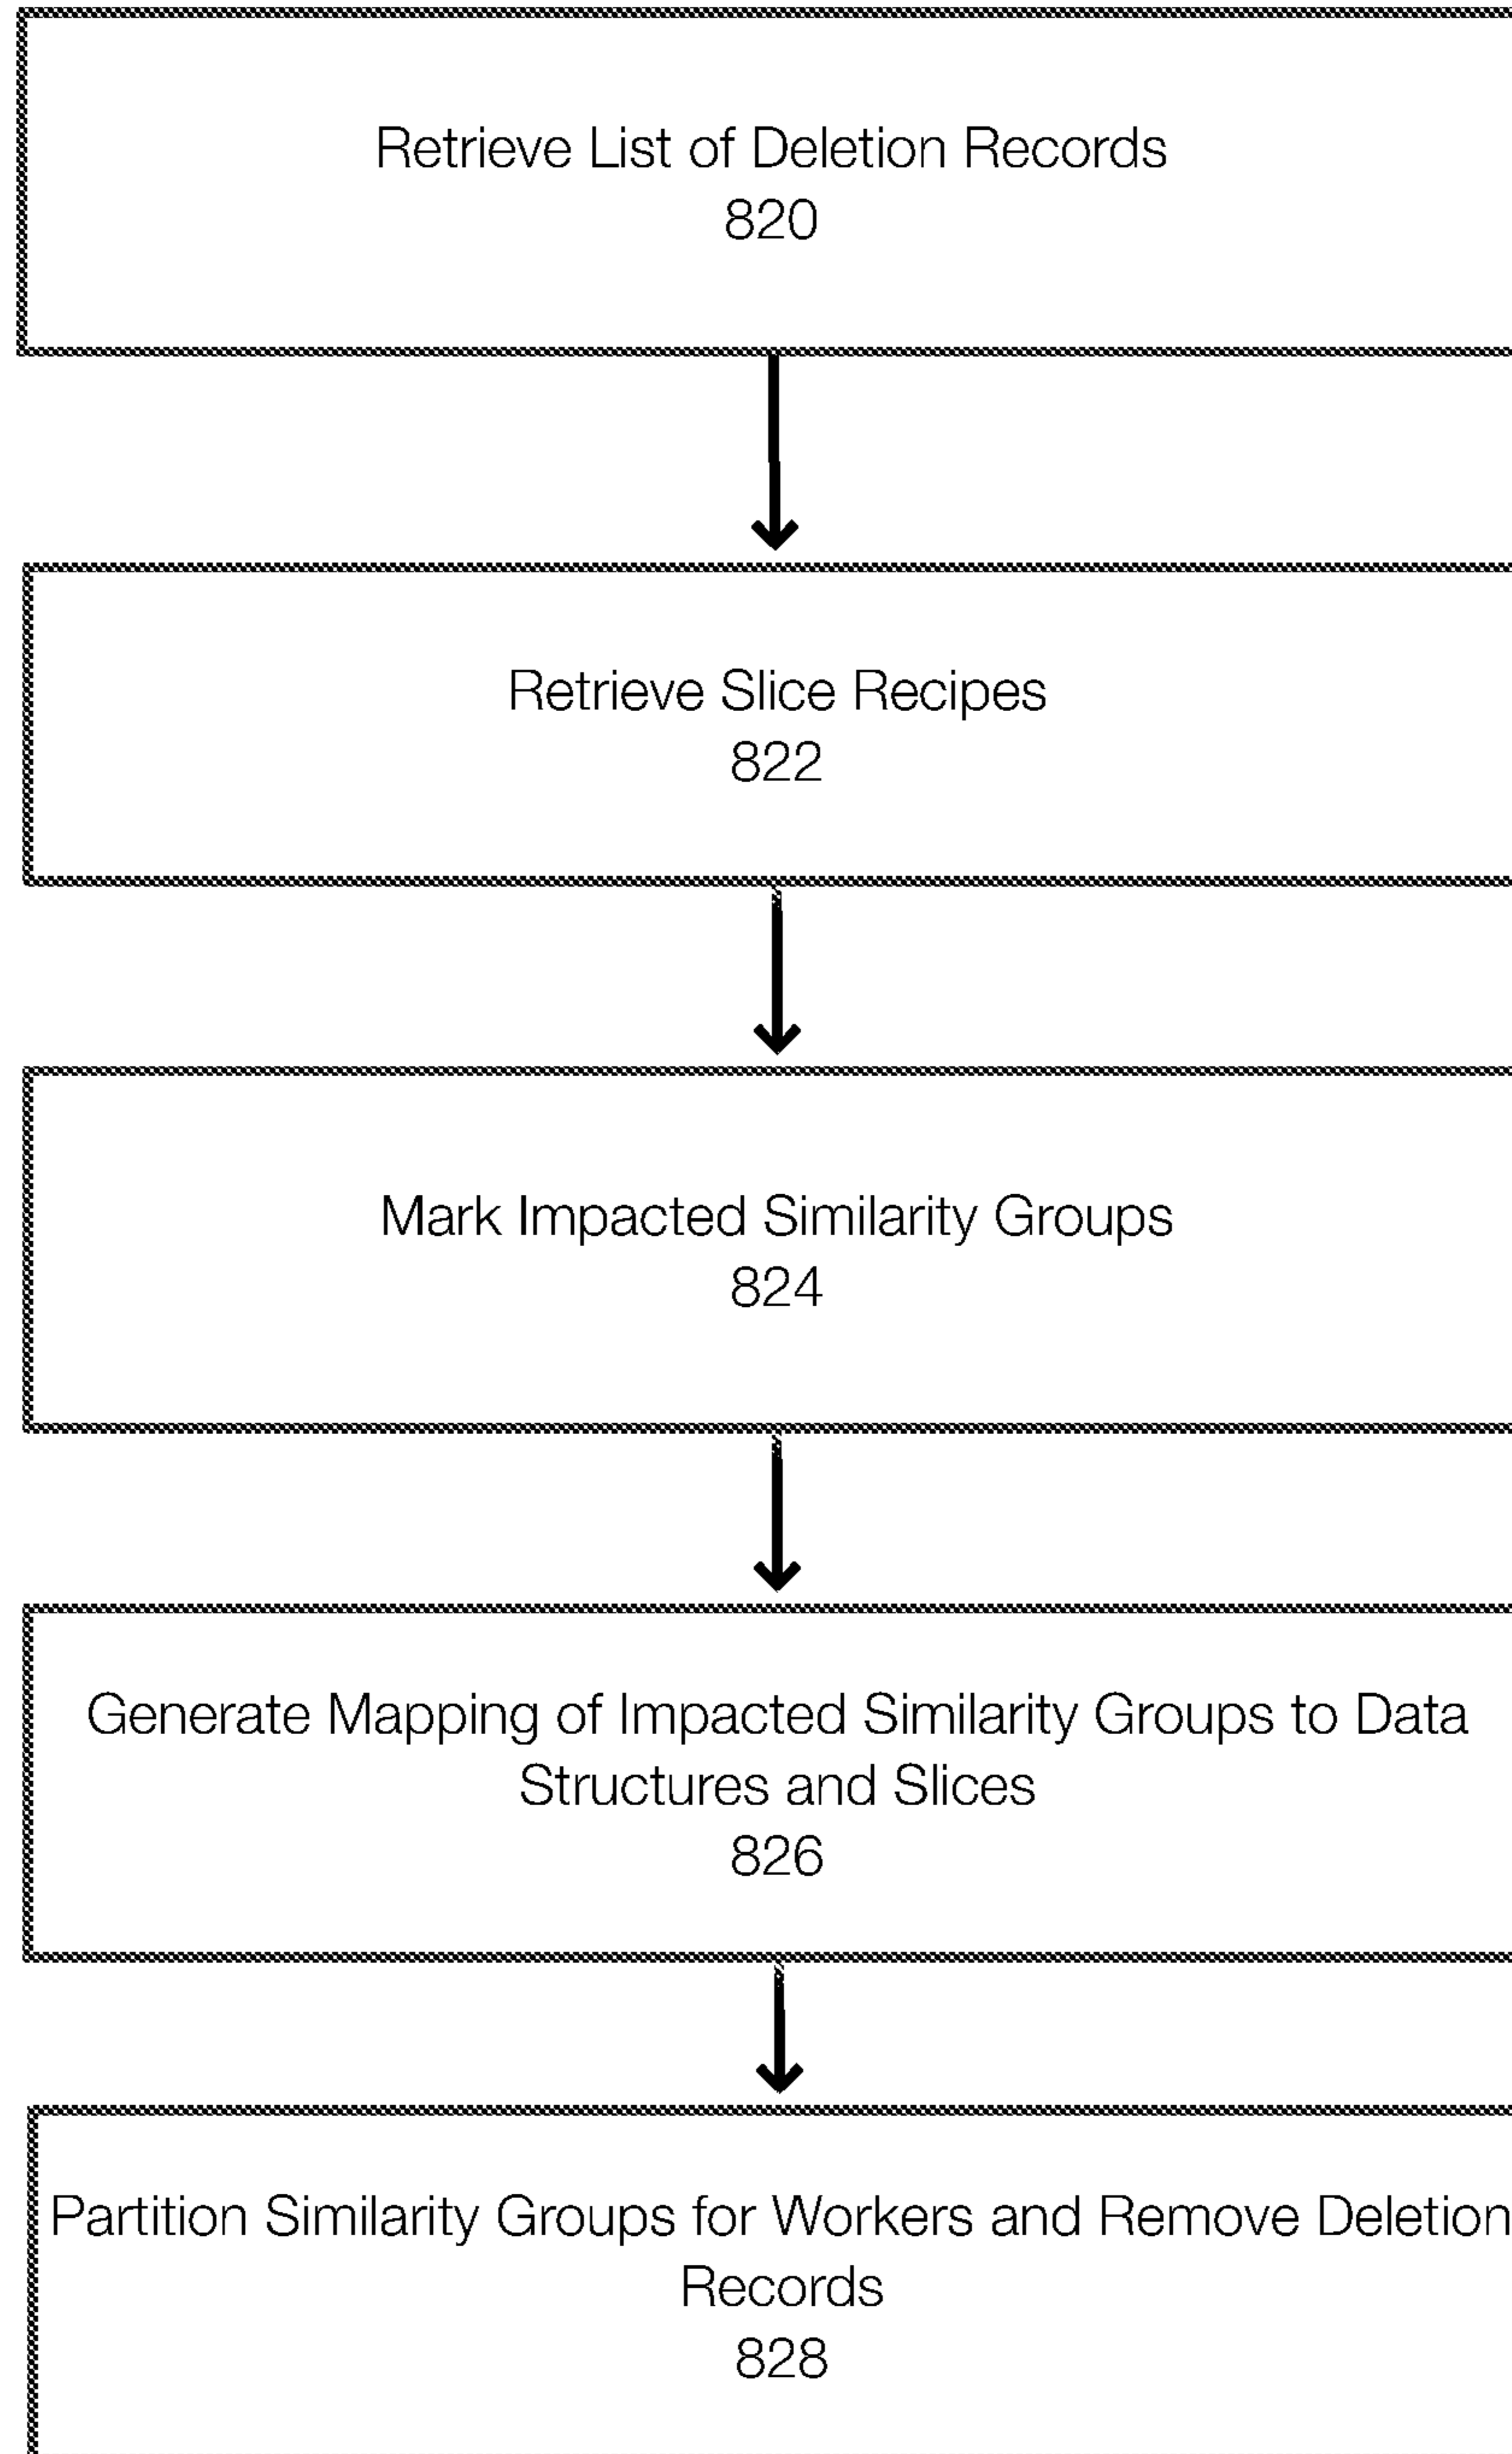 Retrieve List of Deletion Records
820
Retrieve Slice Recipes
822
Mark Impacted Similarity Groups
824
Generate Mapping of Impacted Similarity Groups to Data
Structures and Slices
826
Partition Similarity Groups for Workers and Remove Deletion
Records
828